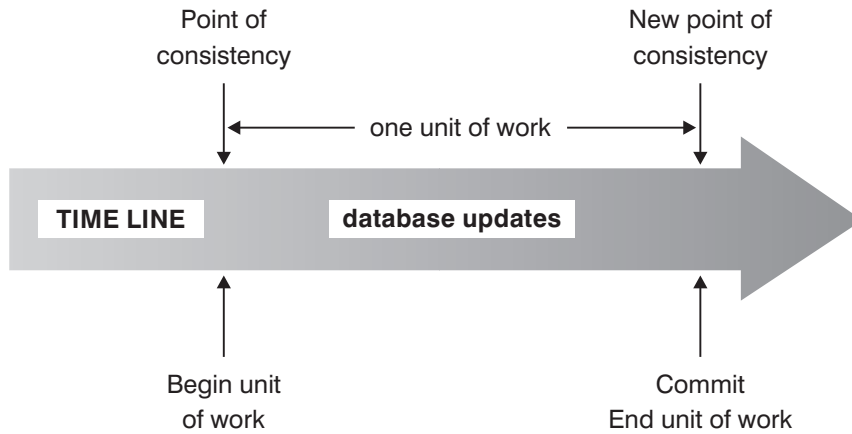 Point of
consistency
New point of
consistency
one unit of work
TIME LINE
database updates
Begin unit
of work
Commit
End unit of work